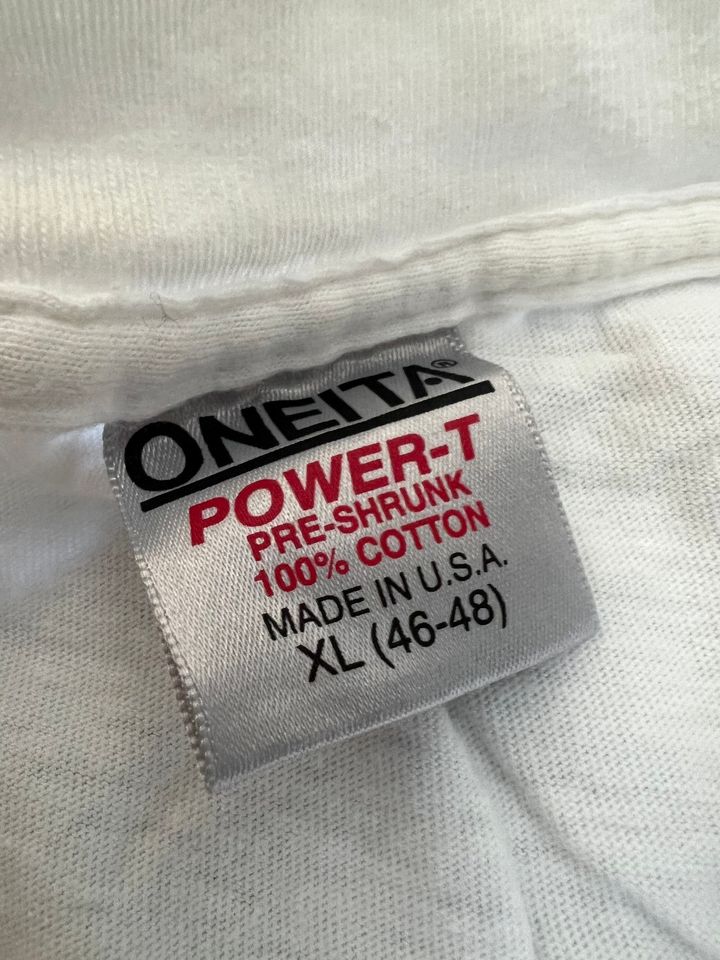 ONEITA®
POWER-T
PRE-SHRUNK
100% COTTON
MADE IN U.S.A.
XL (46-48)